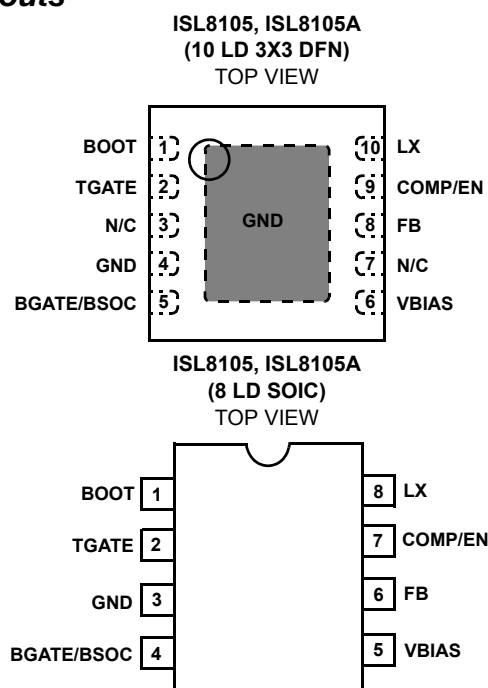 ISL8105, ISL8105A
(10 LD 3X3 DFN)
TOP VIEW
BOOT 1 10 LX
TGATE 2 9 COMP/EN
N/C 3 GND 8 FB
GND 4 7 N/C
BGATE/BSOC 5 6 VBIAS
ISL8105, ISL8105A
(8 LD SOIC)
TOP VIEW
BOOT 1 8 LX
TGATE 2 7 COMP/EN
GND 3 6 FB
BGATE/BSOC 4 5 VBIAS